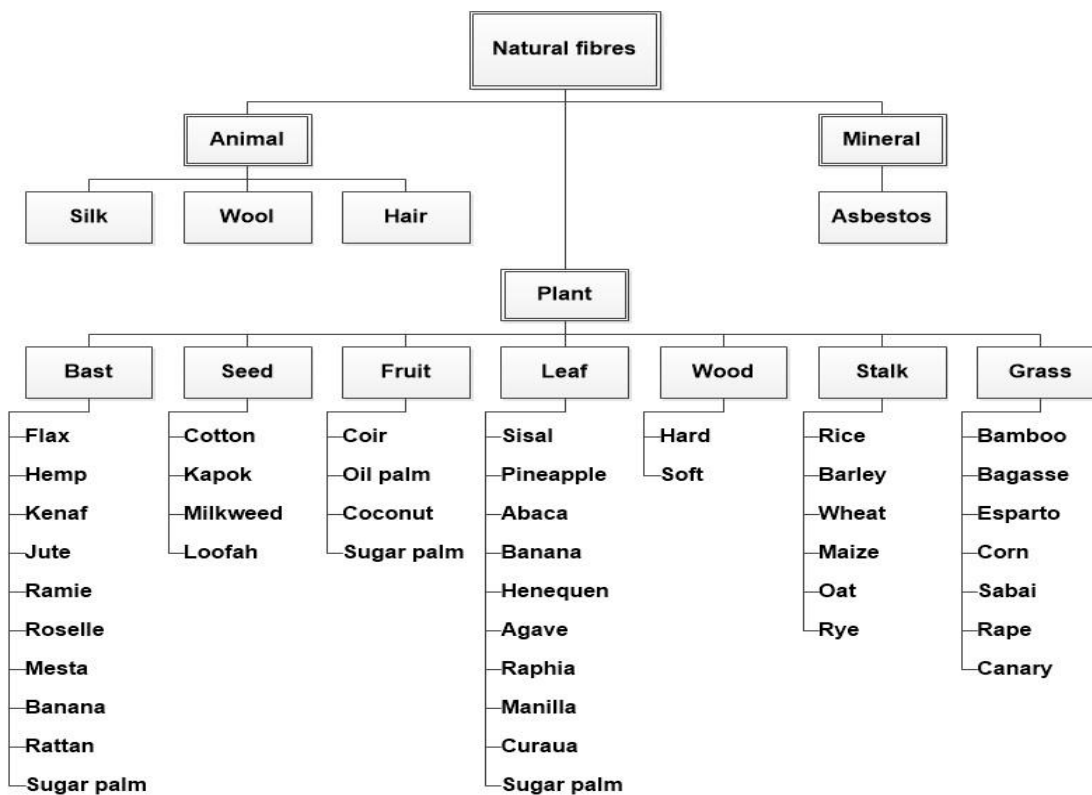 Natural fibres
Animal
Mineral
Silk
Wool
Hair
Asbestos
Plant
Bast
Seed
Fruit
Leaf
Wood
Stalk
Grass
Flax
Hemp
Kenaf
Jute
Ramie
Roselle
Mesta
Banana
Rattan
Sugar palm
Cotton
Kapok
Milkweed
Loofah
Coir
Oil palm
Coconut
Sugar palm
Sisal
Pineapple
Abaca
Banana
Henequen
Agave
Raphia
Manilla
Curaua
Sugar palm
Hard
Soft
Rice
Barley
Wheat
Maize
Oat
Rye
Bamboo
Bagasse
Esparto
Corn
Sabai
Rape
Canary